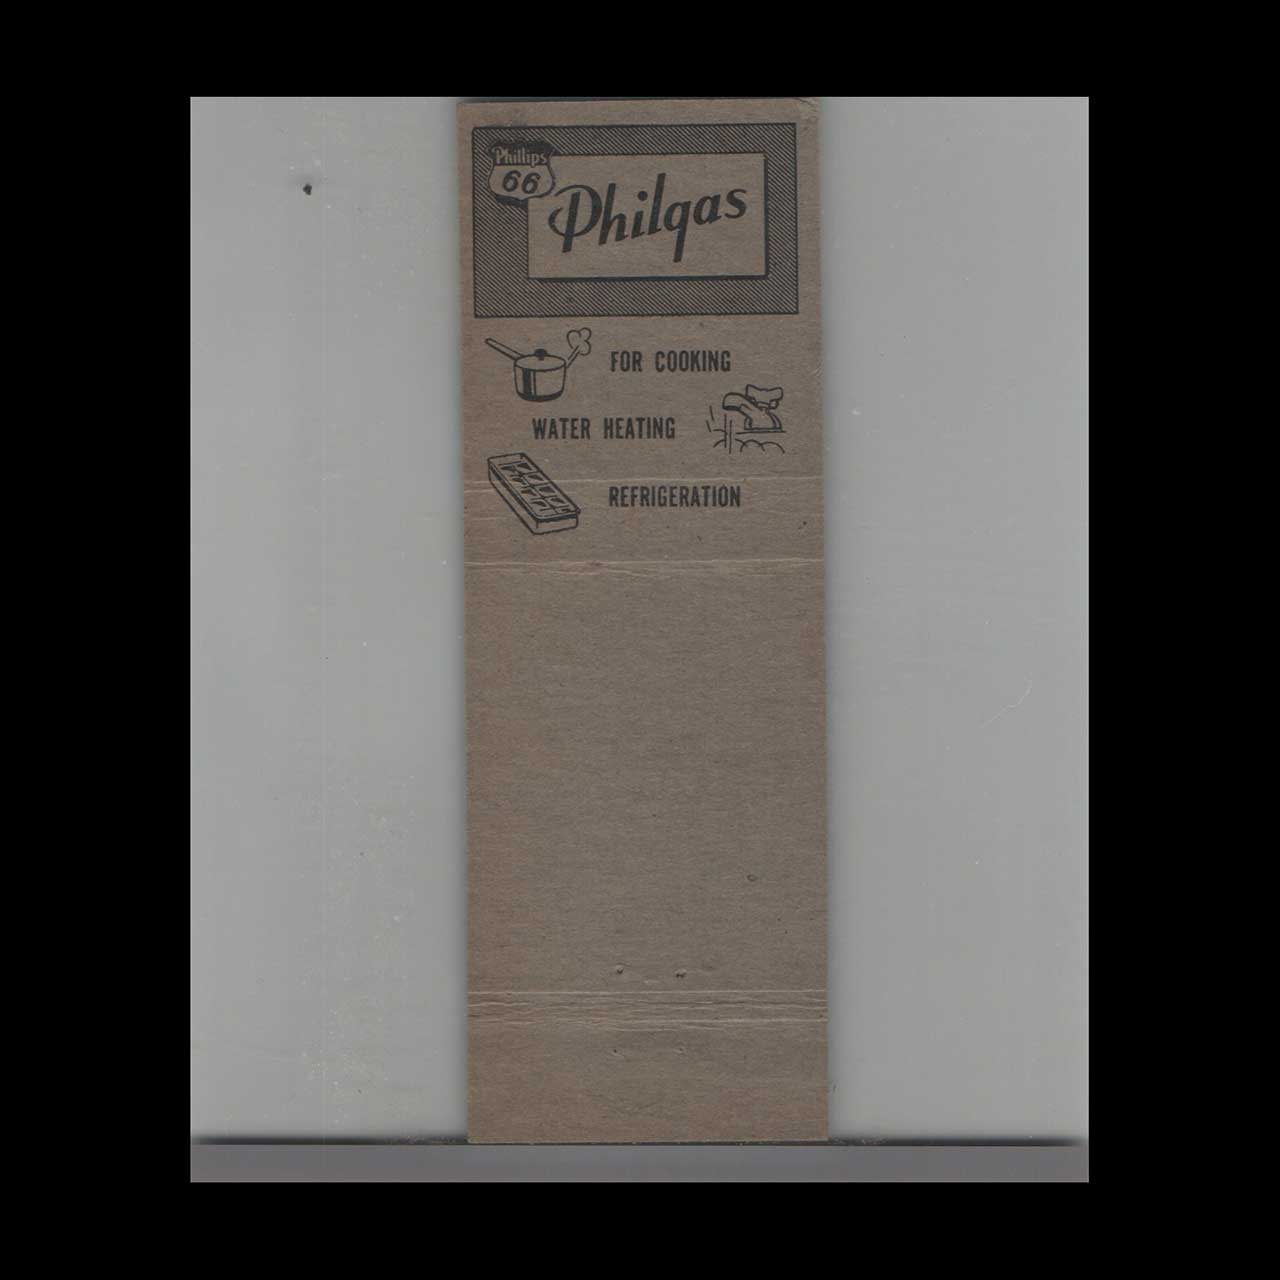 Phillips
66
Philgas
FOR COOKING
WATER HEATING
REFRIGERATION